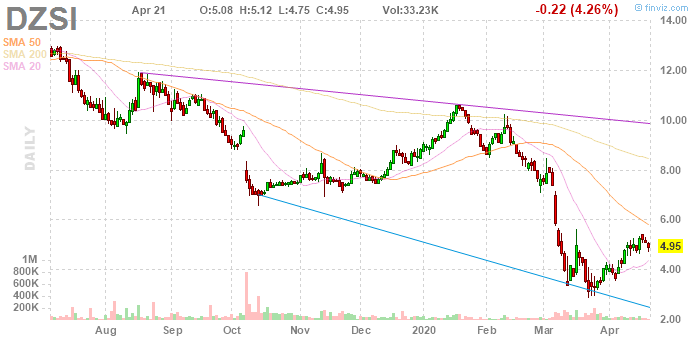 DZSI
Apr 21 O:5.08 H:5.12 L:4.75 C:4.95 Vol:33.23K
© finviz.com
-0.22 (4.26%)
SMA 50
SMA 200
SMA 20
DAILY
14.00
12.00
10.00
8.00
6.00
4.95
4.00
2.00
1M
800K
600K
400K
200K
Aug Sep Oct Nov Dec 2020 Feb Mar Apr